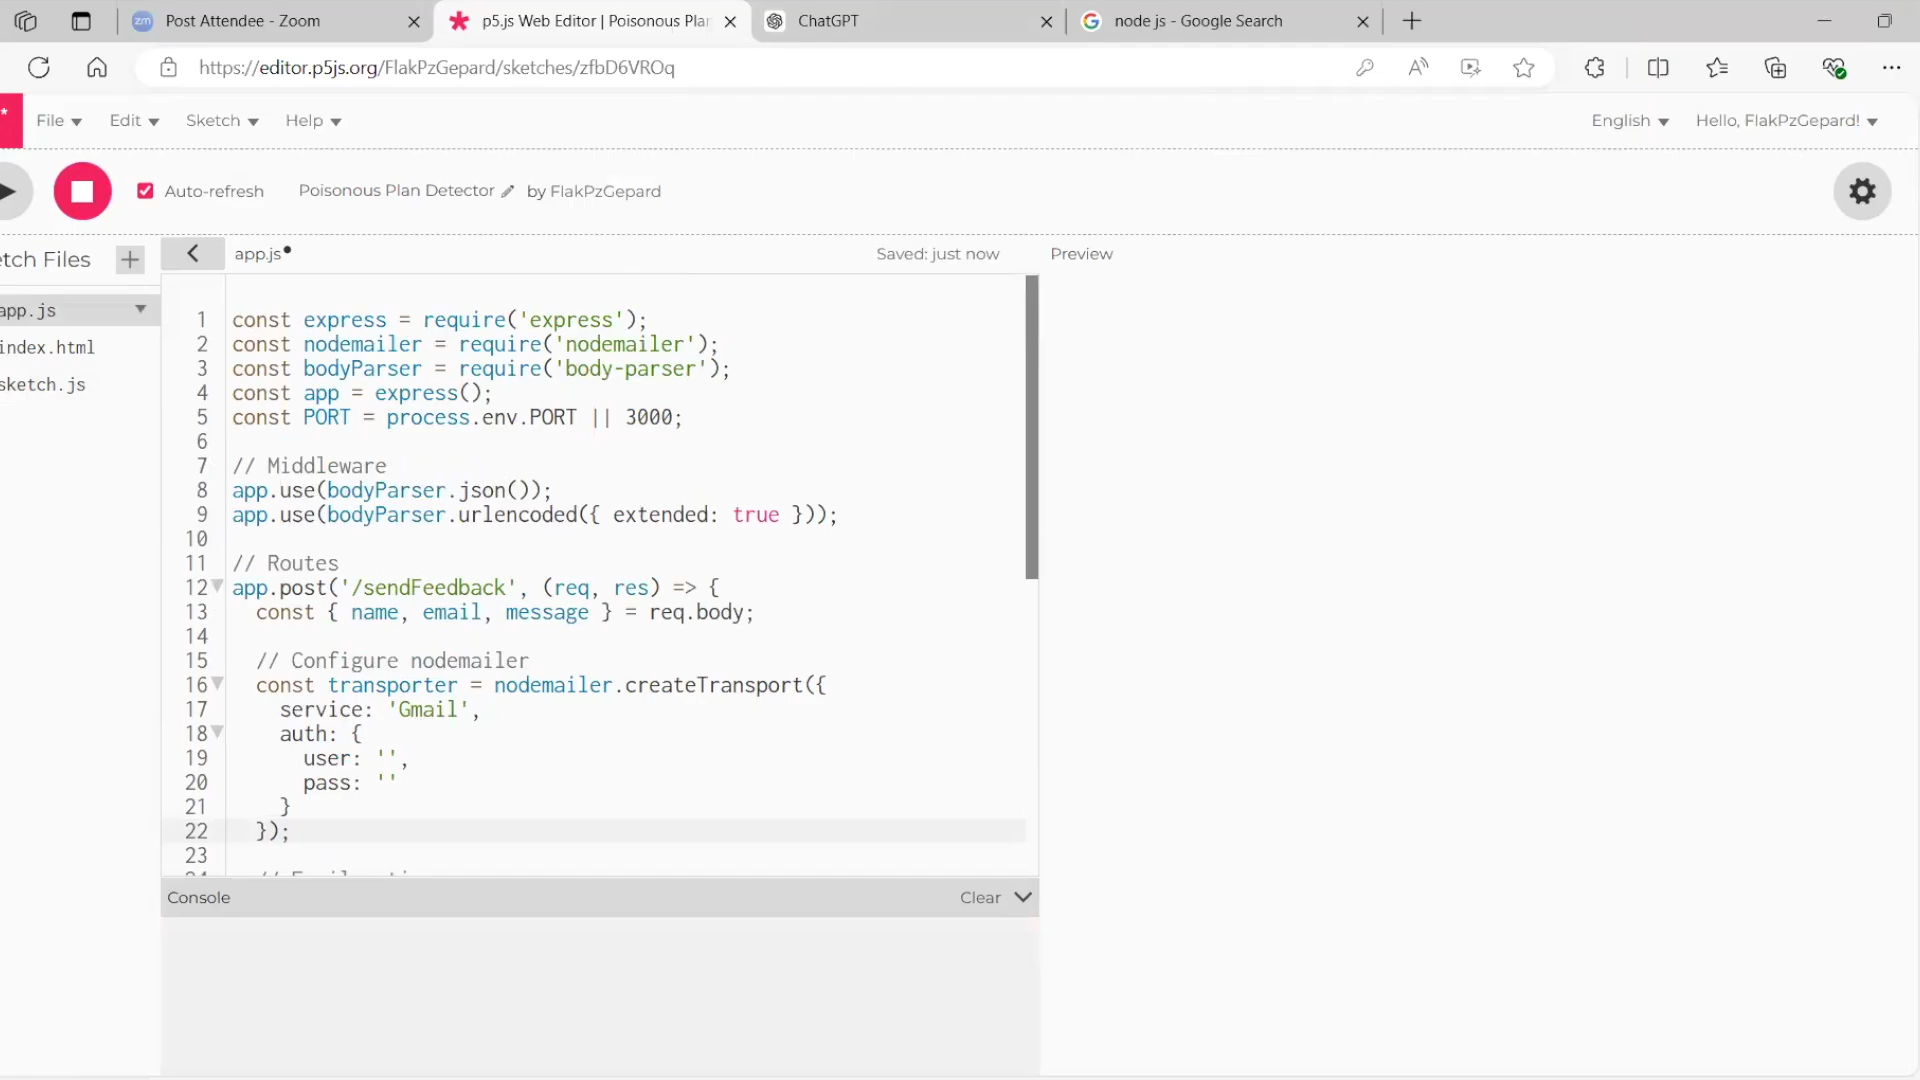 Post Attendee - Zoom
p5.js Web Editor | Poisonous Plar
ChatGPT
node js - Google Search
https://editor.p5js.org/FlakPzGepard/sketches/zfbD6VROq
File
Edit
Sketch
Help
English
Hello, FlakPzGepard!
Auto-refresh
Poisonous Plan Detector
by FlakPzGepard
etch Files
app.js
Saved: just now
Preview
app.js
index.html
sketch.js
1 const express = require('express');
2 const nodemailer = require('nodemailer');
3 const bodyParser = require('body-parser');
4 const app = express();
5 const PORT = process.env.PORT || 3000;
6
7 // Middleware
8 app.use(bodyParser.json());
9 app.use(bodyParser.urlencoded({ extended: true }));
10
11 // Routes
12 app.post('/sendFeedback', (req, res) => {
13 const { name, email, message } = req.body;
14
15 // Configure nodemailer
16 const transporter = nodemailer.createTransport({
17 service: 'Gmail',
18 auth: {
19 user: '',
20 pass: ''
21 }
22 });
23
Console
Clear